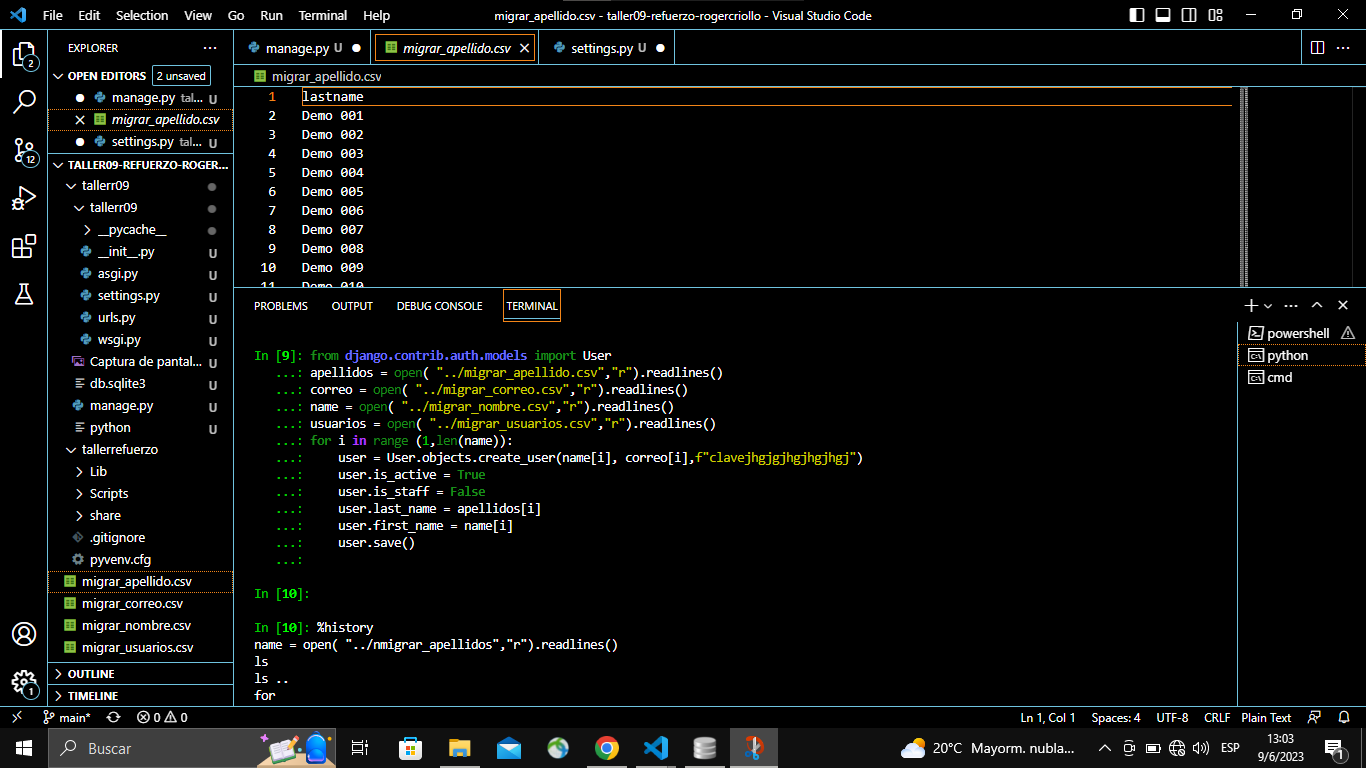 File Edit Selection View Go Run Terminal Help
migrar_apellido.csv - taller09-refuerzo-rogercriollo - Visual Studio Code
EXPLORER
OPEN EDITORS 2 unsaved
manage.py tal... U
migrar_apellido.csv
settings.py tal... U
TALLER09-REFUERZO-ROGER...
tallerr09
tallerr09
__pycache__
__init__.py U
asgi.py U
settings.py U
urls.py U
wsgi.py U
Captura de pantal... U
db.sqlite3 U
manage.py U
python U
tallerrefuerzo
Lib
Scripts
share
.gitignore
pyvenv.cfg
migrar_apellido.csv
migrar_correo.csv
migrar_nombre.csv
migrar_usuarios.csv
OUTLINE
TIMELINE
2
12
1
manage.py U
migrar_apellido.csv
settings.py U
migrar_apellido.csv
1 lastname
2 Demo 001
3 Demo 002
4 Demo 003
5 Demo 004
6 Demo 005
7 Demo 006
8 Demo 007
9 Demo 008
10 Demo 009
11 Demo 010
PROBLEMS OUTPUT DEBUG CONSOLE TERMINAL
In [9]: from django.contrib.auth.models import User
...: apellidos = open( "../migrar_apellido.csv","r").readlines()
...: correo = open( "../migrar_correo.csv","r").readlines()
...: name = open( "../migrar_nombre.csv","r").readlines()
...: usuarios = open( "../migrar_usuarios.csv","r").readlines()
...: for i in range (1,len(name)):
...:     user = User.objects.create_user(name[i], correo[i],f"clavejhgjgjhgjhgjhgj")
...:     user.is_active = True
...:     user.is_staff = False
...:     user.last_name = apellidos[i]
...:     user.first_name = name[i]
...:     user.save()
...:
In [10]:
In [10]: %history
name = open( "../nmigrar_apellidos","r").readlines()
ls
ls ..
for
powershell
python
cmd
main* 0 0
Ln 1, Col 1 Spaces: 4 UTF-8 CRLF Plain Text
Buscar
20°C Mayorm. nubla...
ESP
13:03
9/6/2023
1